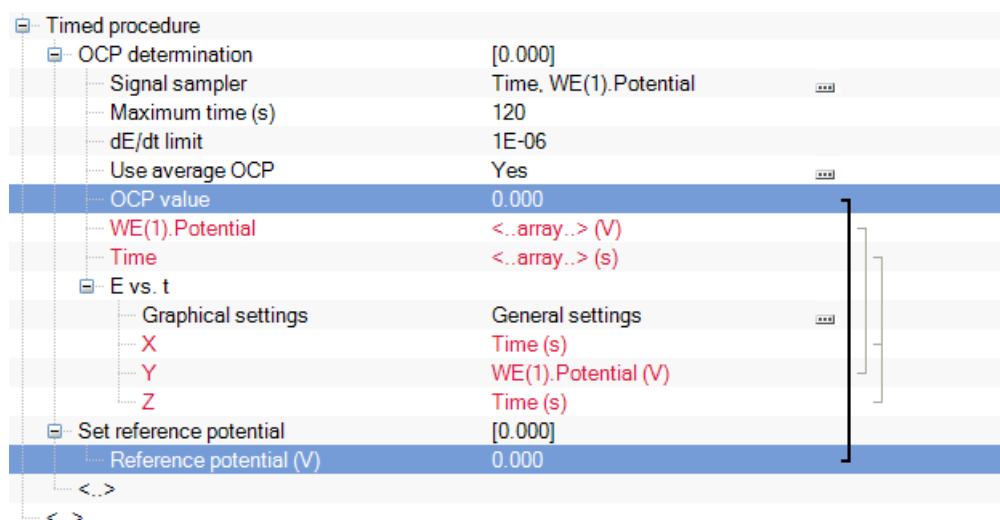 Timed procedure
OCP determination [0.000]
Signal sampler Time, WE(1).Potential
Maximum time (s) 120
dE/dt limit 1E-06
Use average OCP Yes
OCP value 0.000
WE(1).Potential <..array..> (V)
Time <..array..> (s)
E vs. t
Graphical settings General settings
X Time (s)
Y WE(1).Potential (V)
Z Time (s)
Set reference potential [0.000]
Reference potential (V) 0.000
<..>